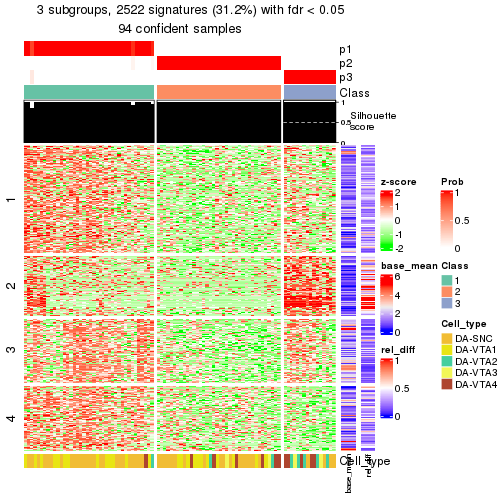 3 subgroups, 2522 signatures (31.2%) with fdr < 0.05
94 confident samples
p1
p2
p3
Class
1
0.5
0
Silhouette
score
1
2
3
4
z-score
2
1
0
-1
-2
Prob
1
0.5
0
base_mean
6
4
2
0
Class
1
2
3
rel_diff
1
0.5
0
Cell_type
DA-SNC
DA-VTA1
DA-VTA2
DA-VTA3
DA-VTA4
Cell_type
base_mean
rel_diff